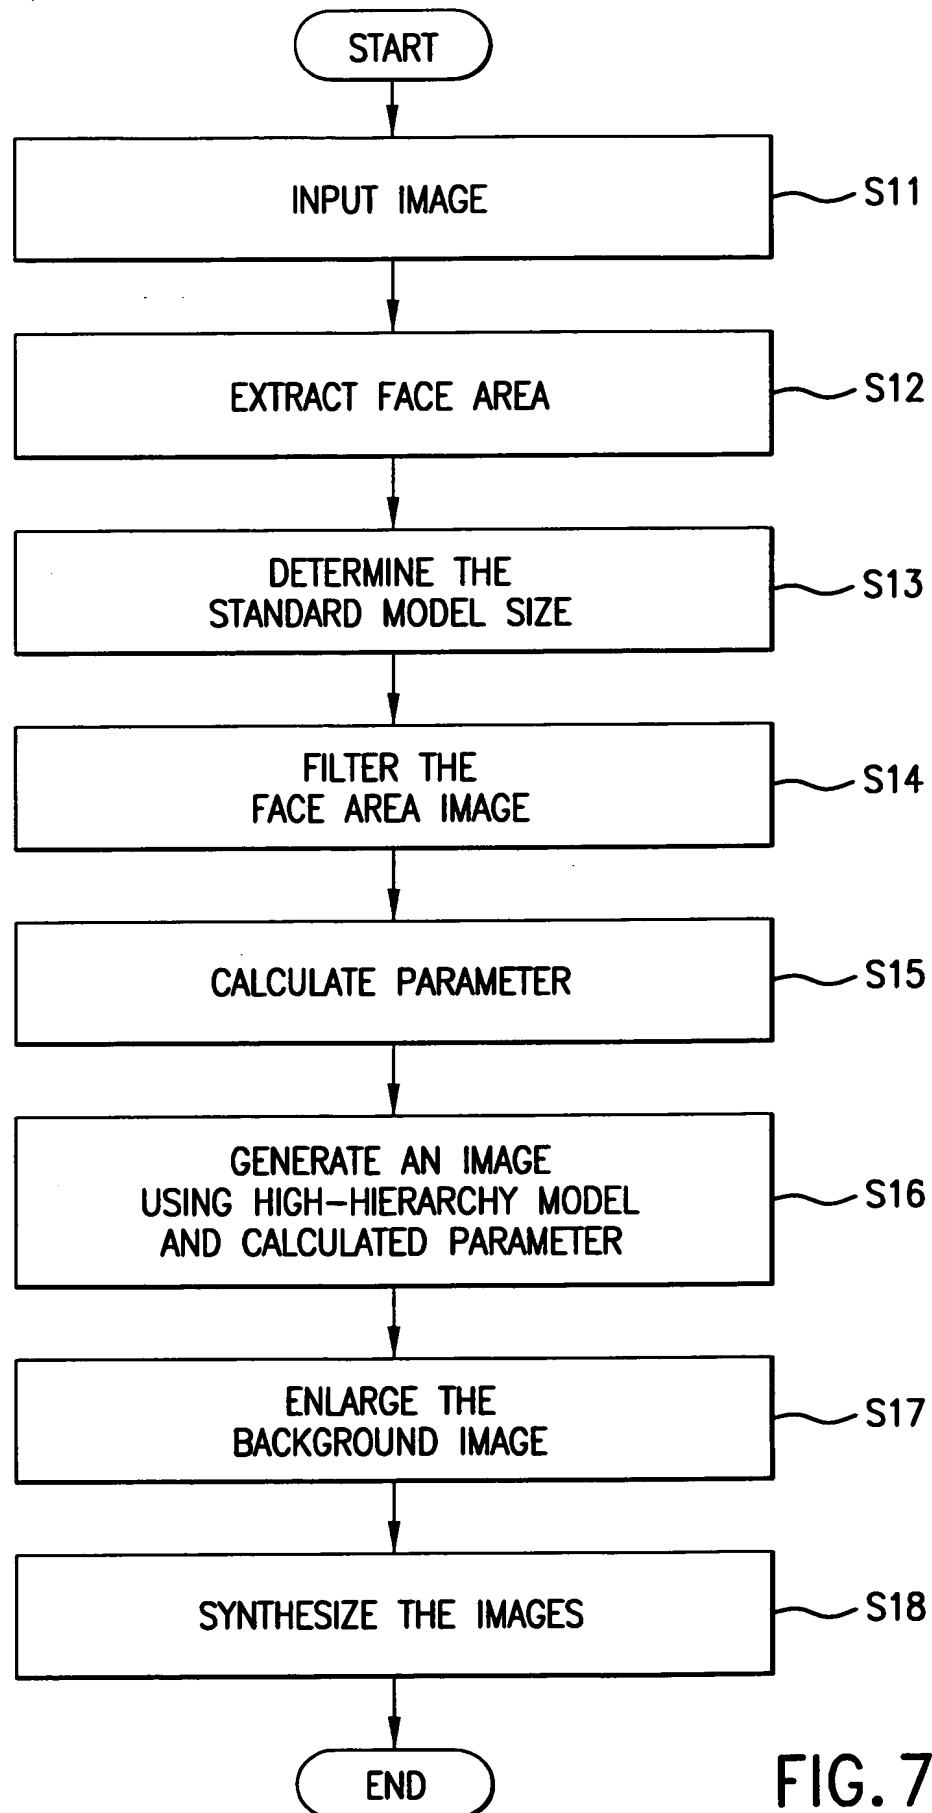 START
INPUT IMAGE
S11
EXTRACT FACE AREA
S12
DETERMINE THE
STANDARD MODEL SIZE
S13
FILTER THE
FACE AREA IMAGE
S14
CALCULATE PARAMETER
S15
GENERATE AN IMAGE
USING HIGH-HIERARCHY MODEL
AND CALCULATED PARAMETER
S16
ENLARGE THE
BACKGROUND IMAGE
S17
SYNTHESIZE THE IMAGES
S18
END
FIG. 7